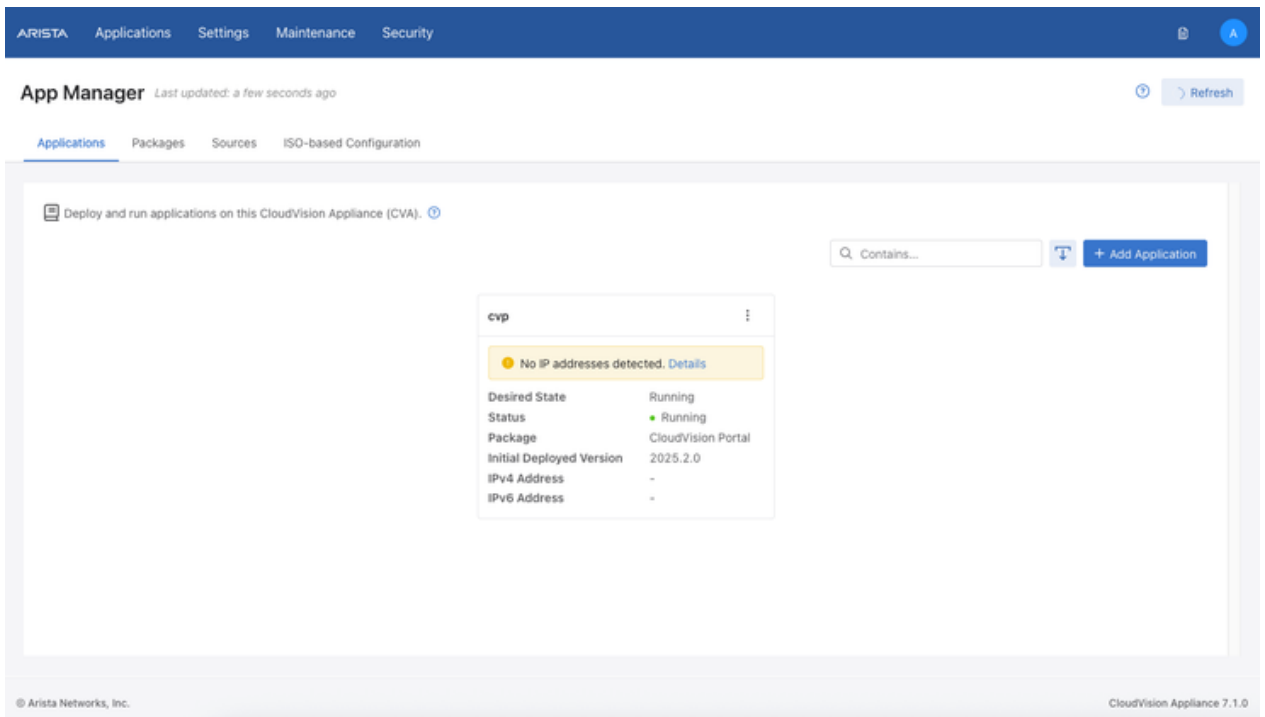 ARISTA Applications Settings Maintenance Security A
App Manager Last updated: a few seconds ago Refresh
Applications Packages Sources ISO-based Configuration
Deploy and run applications on this CloudVision Appliance (CVA).
Contains... + Add Application
cvp
No IP addresses detected. Details
Desired State Running
Status Running
Package CloudVision Portal
Initial Deployed Version 2025.2.0
IPv4 Address -
IPv6 Address -
© Arista Networks, Inc. CloudVision Appliance 7.1.0